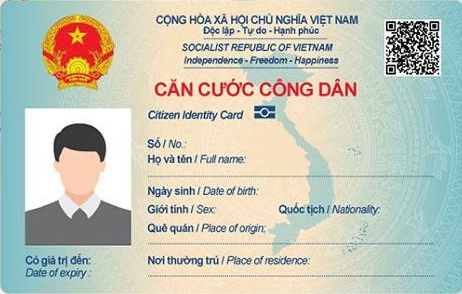 CỘNG HÒA XÃ HỘI CHỦ NGHĨA VIỆT NAM
Độc lập - Tự do - Hạnh phúc
SOCIALIST REPUBLIC OF VIETNAM
Independence - Freedom - Happiness
CĂN CƯỚC CÔNG DÂN
Citizen Identity Card
Số / No.:
Họ và tên / Full name:
Ngày sinh / Date of birth:
Giới tính / Sex: Quốc tịch / Nationality:
Quê quán / Place of origin:
Có giá trị đến: Nơi thường trú / Place of residence:
Date of expiry :